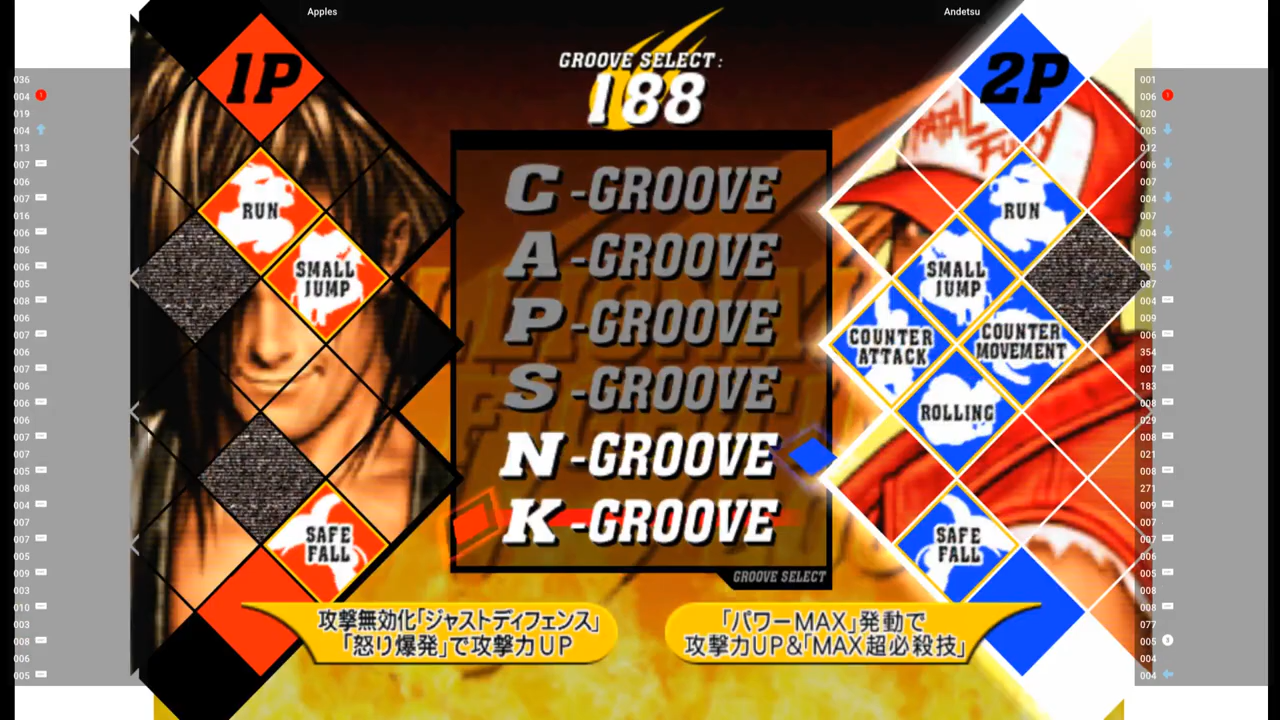 Apples
Andetsu
1P
GROOVE SELECT:
188
2P
FATAL
FURY
RUN
SMALL
JUMP
SAFE
FALL
C-GROOVE
A-GROOVE
P-GROOVE
S-GROOVE
N-GROOVE
K-GROOVE
GROOVE SELECT
RUN
SMALL
JUMP
COUNTER
ATTACK
COUNTER
MOVEMENT
ROLLING
SAFE
FALL
攻撃無効化「ジャストディフェンス」
「怒り爆発」で攻撃力UP
「パワーMAX」発動で
攻撃力UP&「MAX超必殺技」
036
004
019
004
113
007
006
007
016
006
006
006
005
008
006
007
006
007
006
006
006
007
007
005
008
004
007
007
005
009
003
010
003
008
006
005
001
006
020
005
012
006
007
004
007
004
005
005
087
004
009
006
354
007
183
008
029
008
021
008
271
009
007
007
006
005
008
008
077
005
004
004